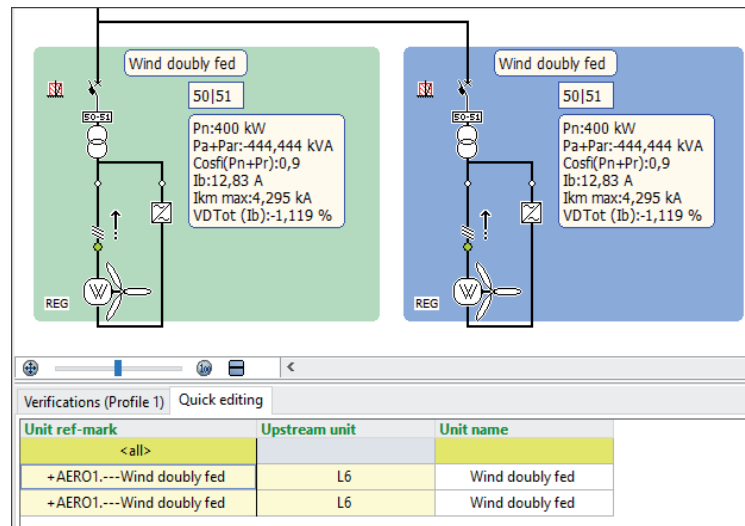 Wind doubly fed
50|51
50-51
Pn:400 kW
Pa+Par:-444,444 kVA
Cosfi(Pn+Pr):0,9
Ib:12,83 A
Ikm max:4,295 kA
VDTot (Ib):-1,119 %
W
REG
Wind doubly fed
50|51
50-51
Pn:400 kW
Pa+Par:-444,444 kVA
Cosfi(Pn+Pr):0,9
Ib:12,83 A
Ikm max:4,295 kA
VDTot (Ib):-1,119 %
W
REG
100
<
Verifications (Profile 1) Quick editing
Unit ref-mark Upstream unit Unit name
<all>
+AERO1.---Wind doubly fed L6 Wind doubly fed
+AERO1.---Wind doubly fed L6 Wind doubly fed